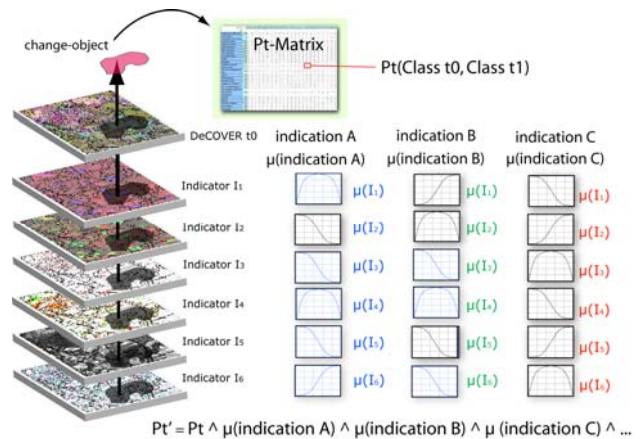 change-object
Pt-Matrix
Pt(Class t0, Class t1)
DeCOVER t0
indication A
μ(indication A)
indication B
μ(indication B)
indication C
μ(indication C)
Indicator I₁
μ(I₁)
μ(I₁)
μ(I₁)
Indicator I₂
μ(I₂)
μ(I₂)
μ(I₂)
Indicator I₃
μ(I₃)
μ(I₃)
μ(I₃)
Indicator I₄
μ(I₄)
μ(I₄)
μ(I₄)
Indicator I₅
μ(I₅)
μ(I₅)
μ(I₅)
Indicator I₆
μ(I₆)
μ(I₆)
μ(I₆)
Pt' = Pt ^ μ(indication A) ^ μ(indication B) ^ μ (indication C) ^ ...